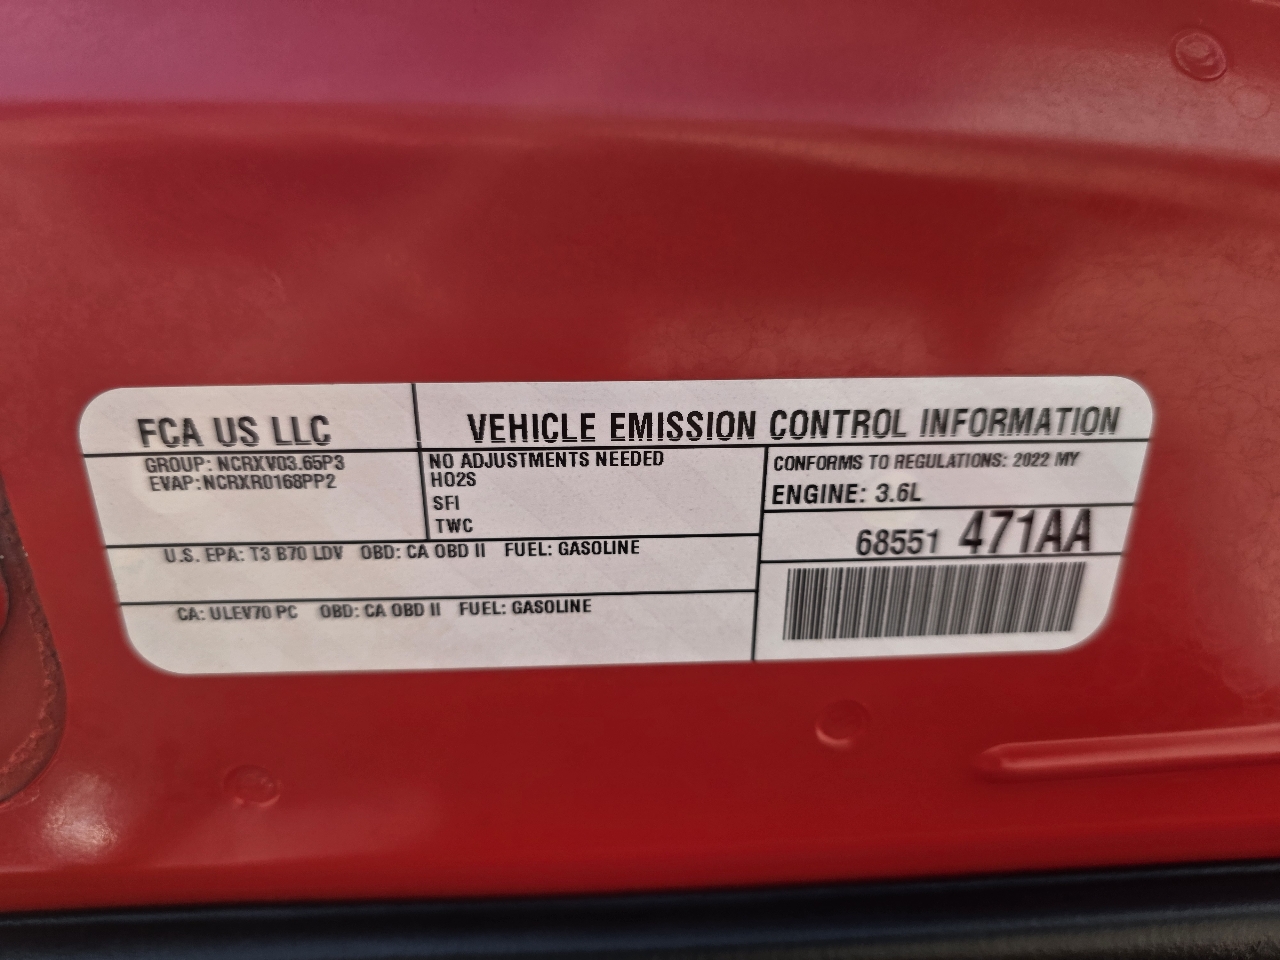 FCA US LLC
VEHICLE EMISSION CONTROL INFORMATION
GROUP: NCRXV03.65P3
EVAP: NCRXR0168PP2
NO ADJUSTMENTS NEEDED
HO2S
SFI
TWC
CONFORMS TO REGULATIONS: 2022 MY
ENGINE: 3.6L
68551 471AA
U.S. EPA: T3 B70 LDV OBD: CA OBD II FUEL: GASOLINE
CA: ULEV70 PC OBD: CA OBD II FUEL: GASOLINE